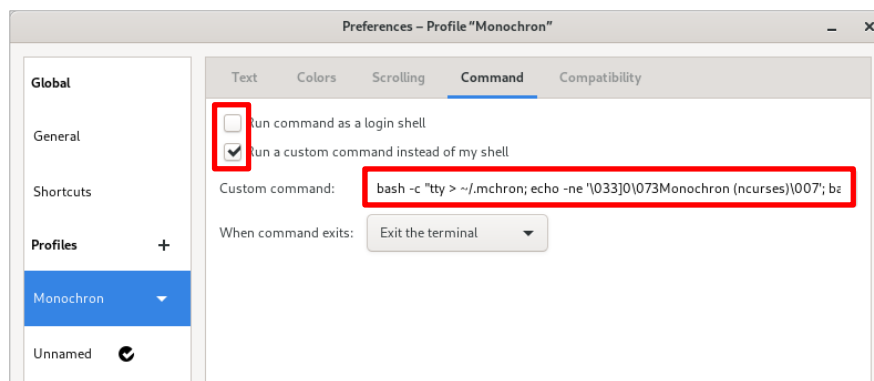 Preferences – Profile “Monochron”
Global
General
Shortcuts
Profiles
Monochron
Unnamed
Text Colors Scrolling Command Compatibility
Run command as a login shell
Run a custom command instead of my shell
Custom command: bash -c "tty > ~/.mchron; echo -ne '\033]0\073Monochron (ncurses)\007'; ba
When command exits: Exit the terminal